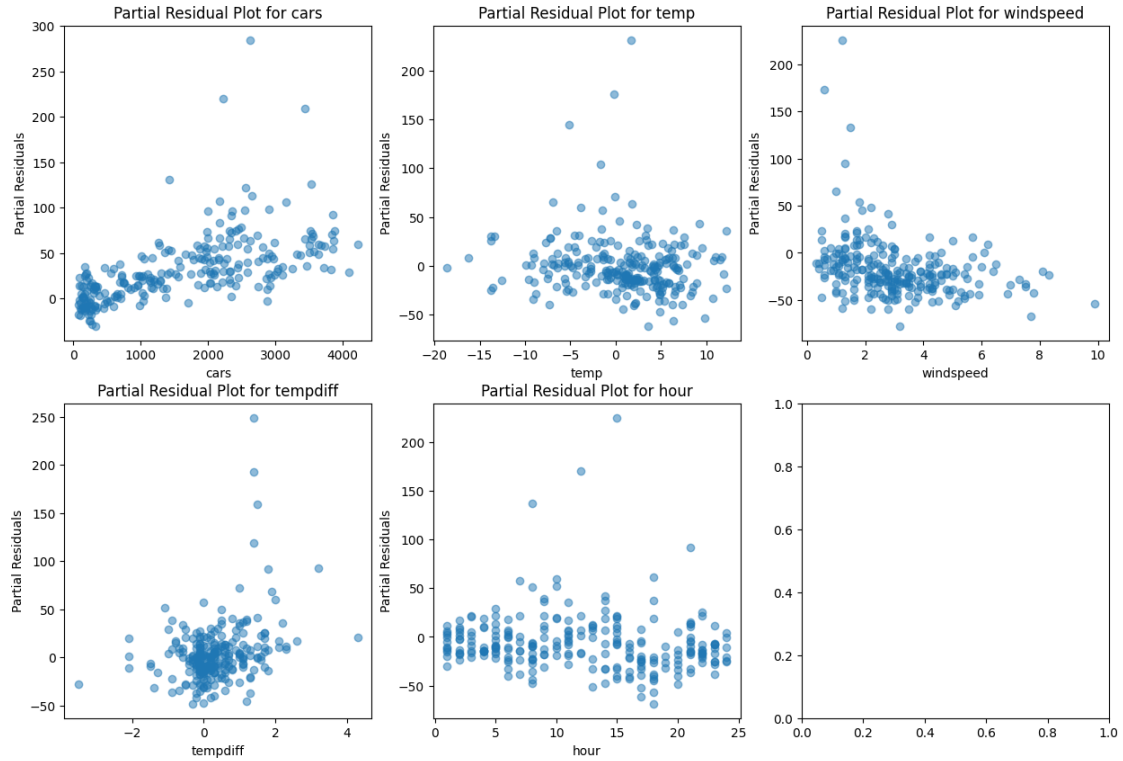 Partial Residual Plot for cars
Partial Residuals
300
250
200
150
100
50
0
0 1000 2000 3000 4000
cars
Partial Residual Plot for temp
Partial Residuals
200
150
100
50
0
−50
−20 −15 −10 −5 0 5 10
temp
Partial Residual Plot for windspeed
Partial Residuals
200
150
100
50
0
−50
0 2 4 6 8 10
windspeed
Partial Residual Plot for tempdiff
Partial Residuals
250
200
150
100
50
0
−50
−2 0 2 4
tempdiff
Partial Residual Plot for hour
Partial Residuals
200
150
100
50
0
−50
0 5 10 15 20 25
hour
1.0
0.8
0.6
0.4
0.2
0.0
0.0 0.2 0.4 0.6 0.8 1.0